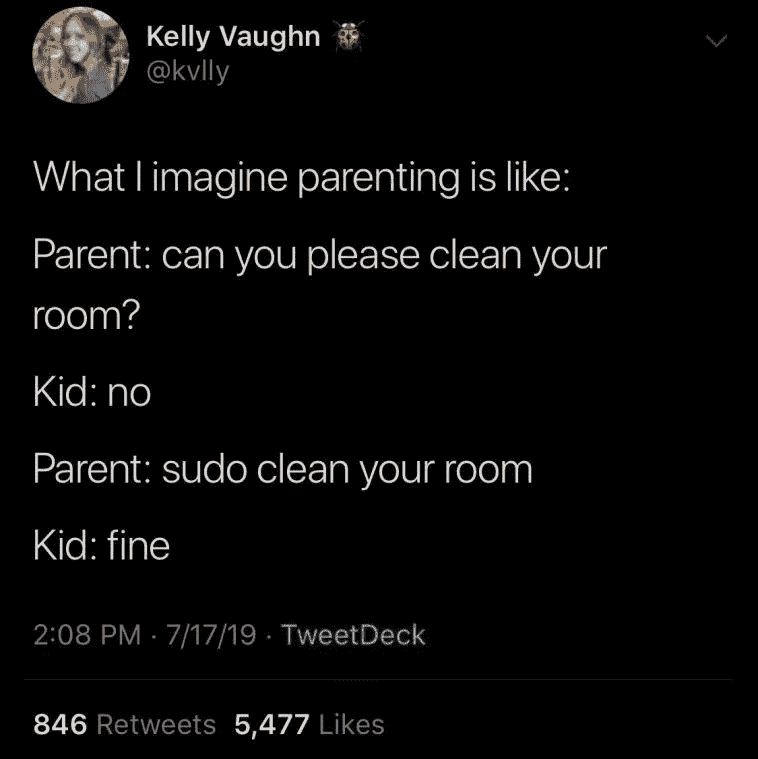 Kelly Vaughn 🐞
@kvlly
What I imagine parenting is like:
Parent: can you please clean your
room?
Kid: no
Parent: sudo clean your room
Kid: fine
2:08 PM · 7/17/19 · TweetDeck
846 Retweets 5,477 Likes